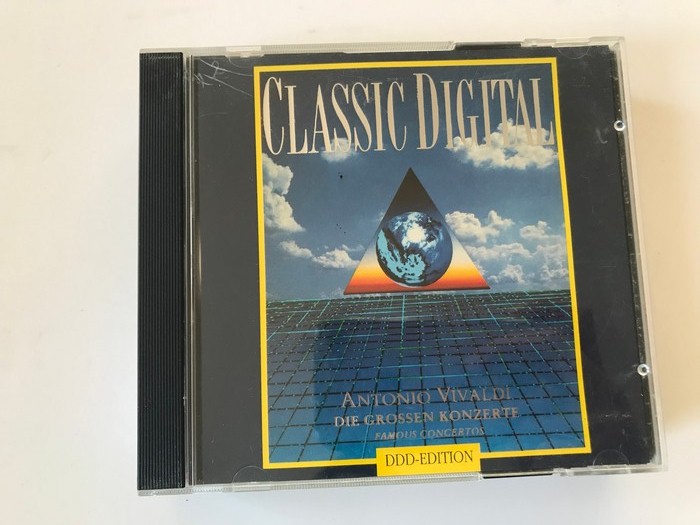 CLASSIC DIGITAL
ANTONIO VIVALDI
DIE GROSSEN KONZERTE
FAMOUS CONCERTOS
DDD-EDITION